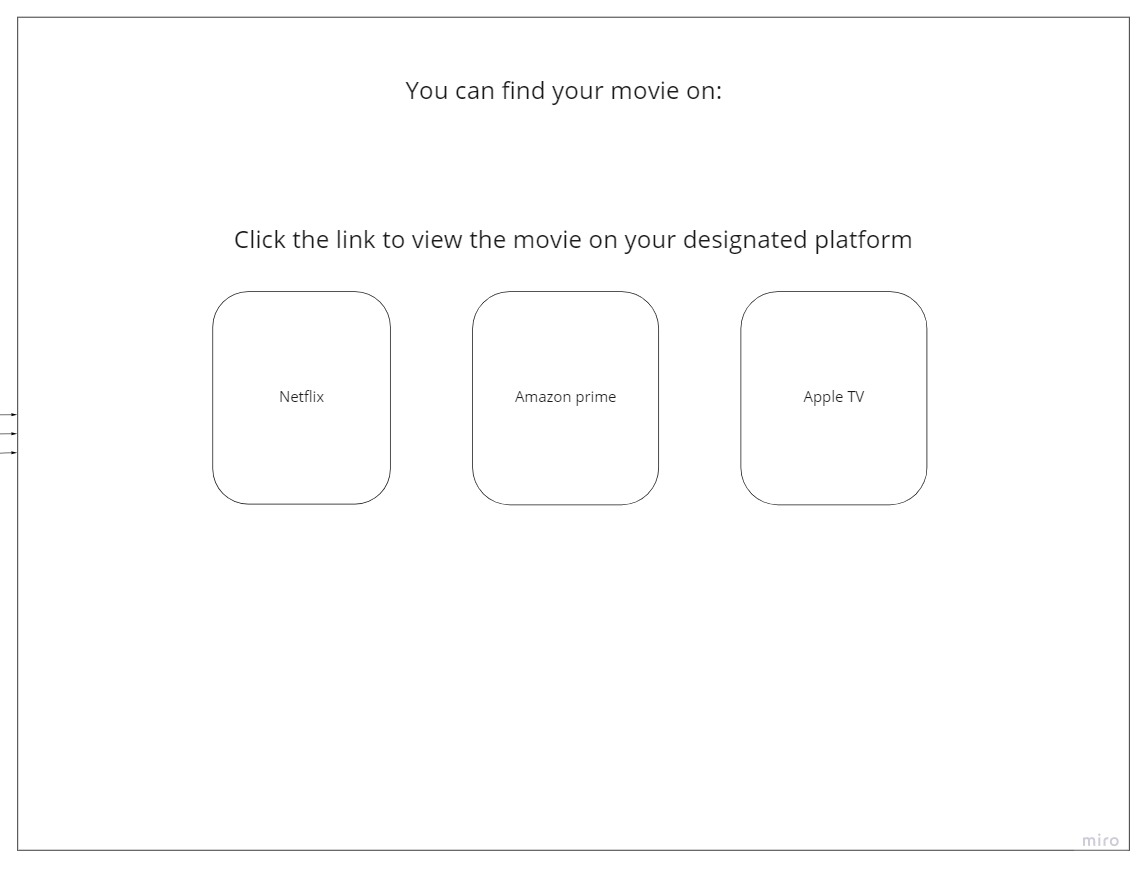 You can find your movie on:
Click the link to view the movie on your designated platform
Netflix
Amazon prime
Apple TV
miro